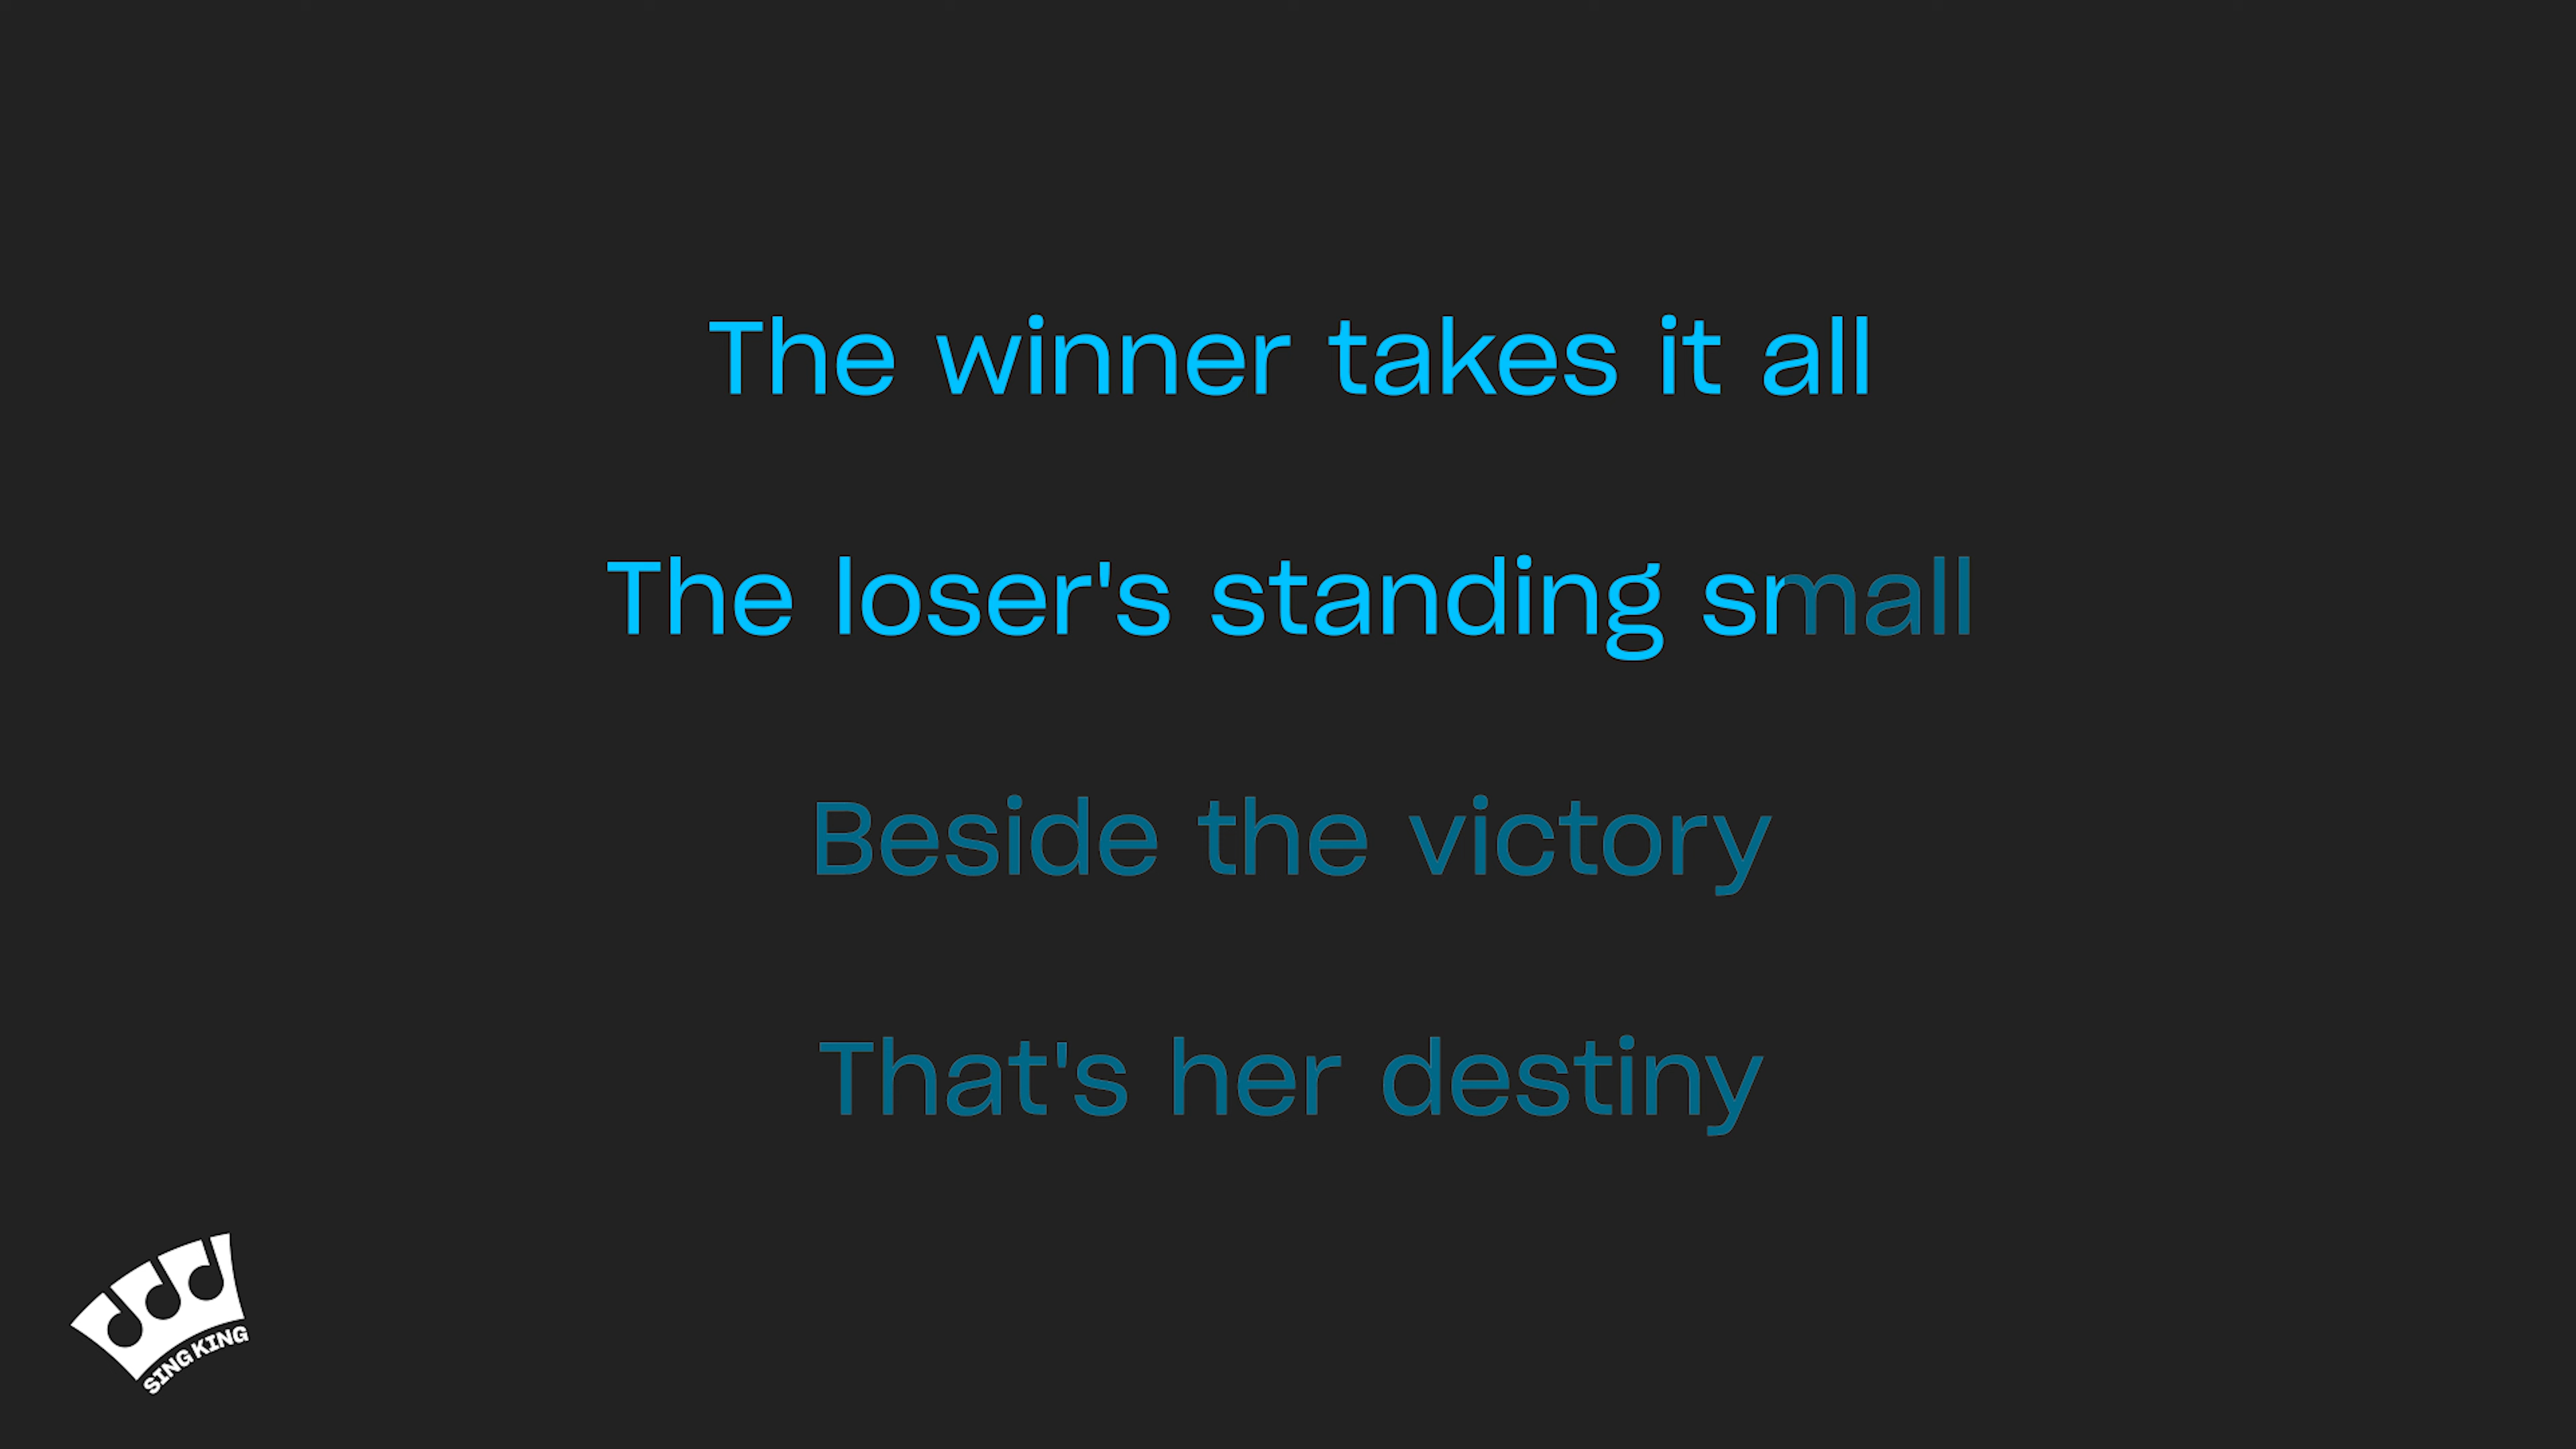 The winner takes it all
The loser's standing small
Beside the victory
That's her destiny
SING KING